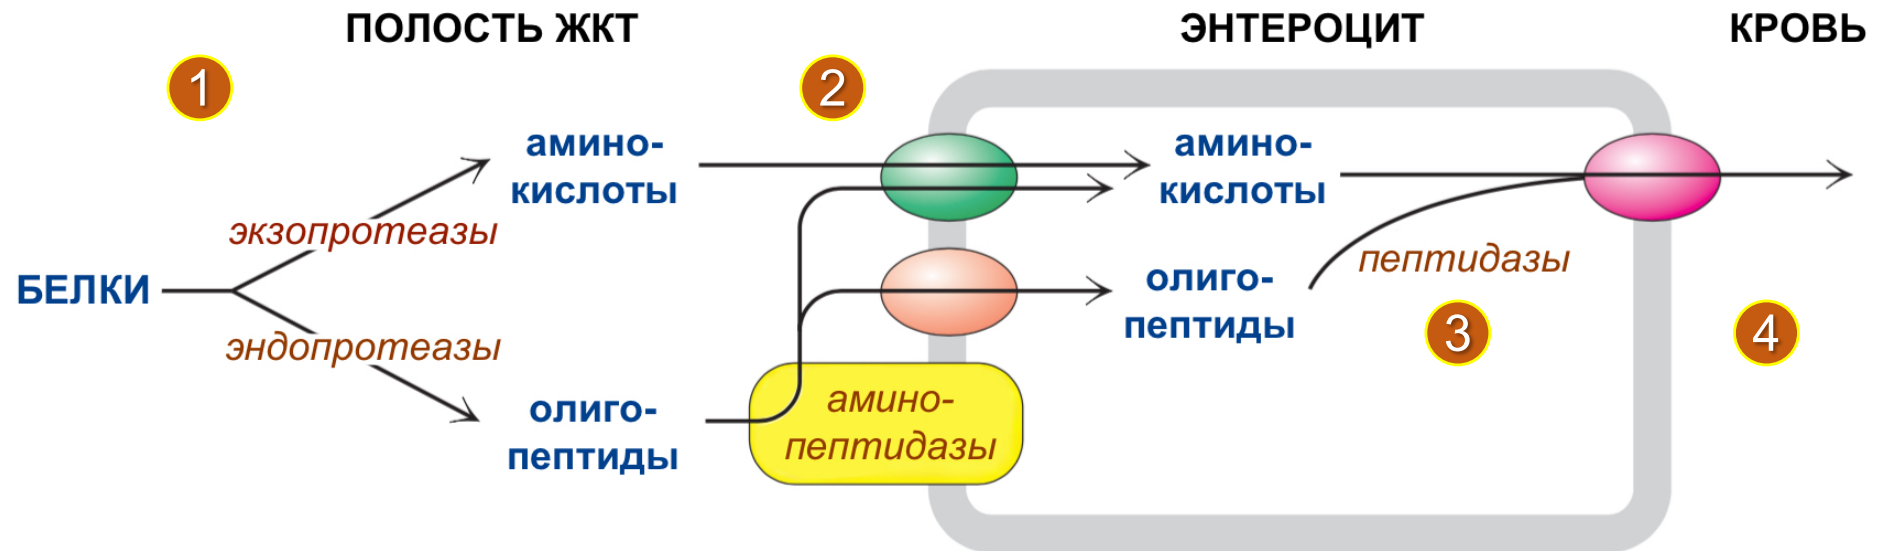 ПОЛОСТЬ ЖКТ
ЭНТЕРОЦИТ
КРОВЬ
1
2
амино-
кислоты
амино-
кислоты
экзопротеазы
БЕЛКИ
эндопротеазы
пептидазы
олиго-
пептиды
3
4
олиго-
пептиды
амино-
пептидазы